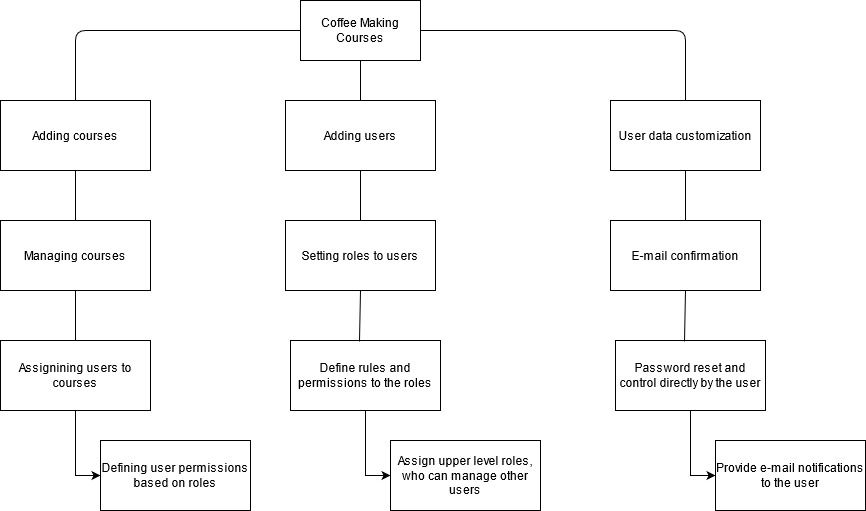 Coffee Making
Courses
Adding courses
Adding users
User data customization
Managing courses
Setting roles to users
E-mail confirmation
Assignining users to
courses
Define rules and
permissions to the roles
Password reset and
control directly by the user
Defining user permissions
based on roles
Assign upper level roles,
who can manage other
users
Provide e-mail notifications
to the user